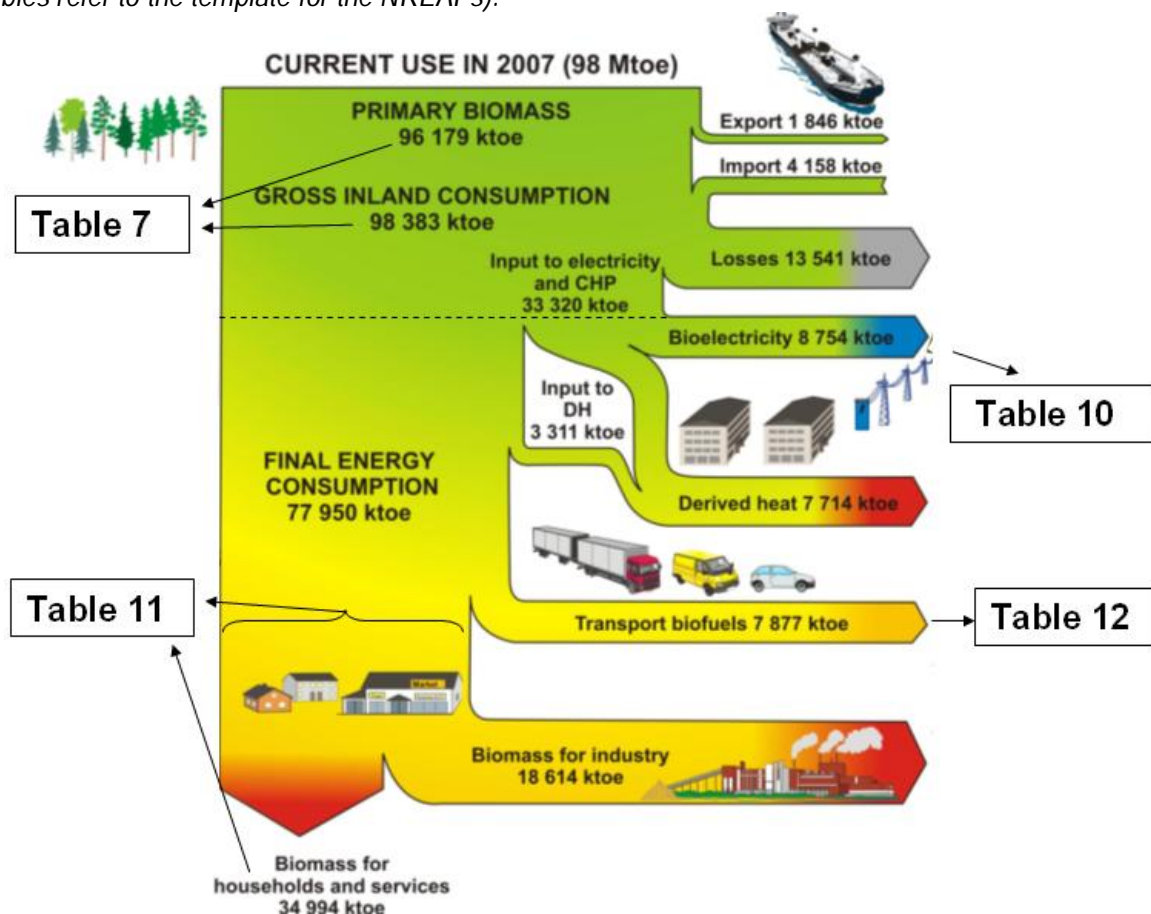 bles refer to the template for the NREAPs).
CURRENT USE IN 2007 (98 Mtoe)
PRIMARY BIOMASS
96 179 ktoe
Export 1 846 ktoe
Import 4 158 ktoe
Table 7
GROSS INLAND CONSUMPTION
98 383 ktoe
Losses 13 541 ktoe
Input to electricity
and CHP
33 320 ktoe
Bioelectricity 8 754 ktoe
Table 10
Input to
DH
3 311 ktoe
FINAL ENERGY
CONSUMPTION
77 950 ktoe
Derived heat 7 714 ktoe
Table 11
Transport biofuels 7 877 ktoe
Table 12
Market
Biomass for industry
18 614 ktoe
Biomass for
households and services
34 994 ktoe